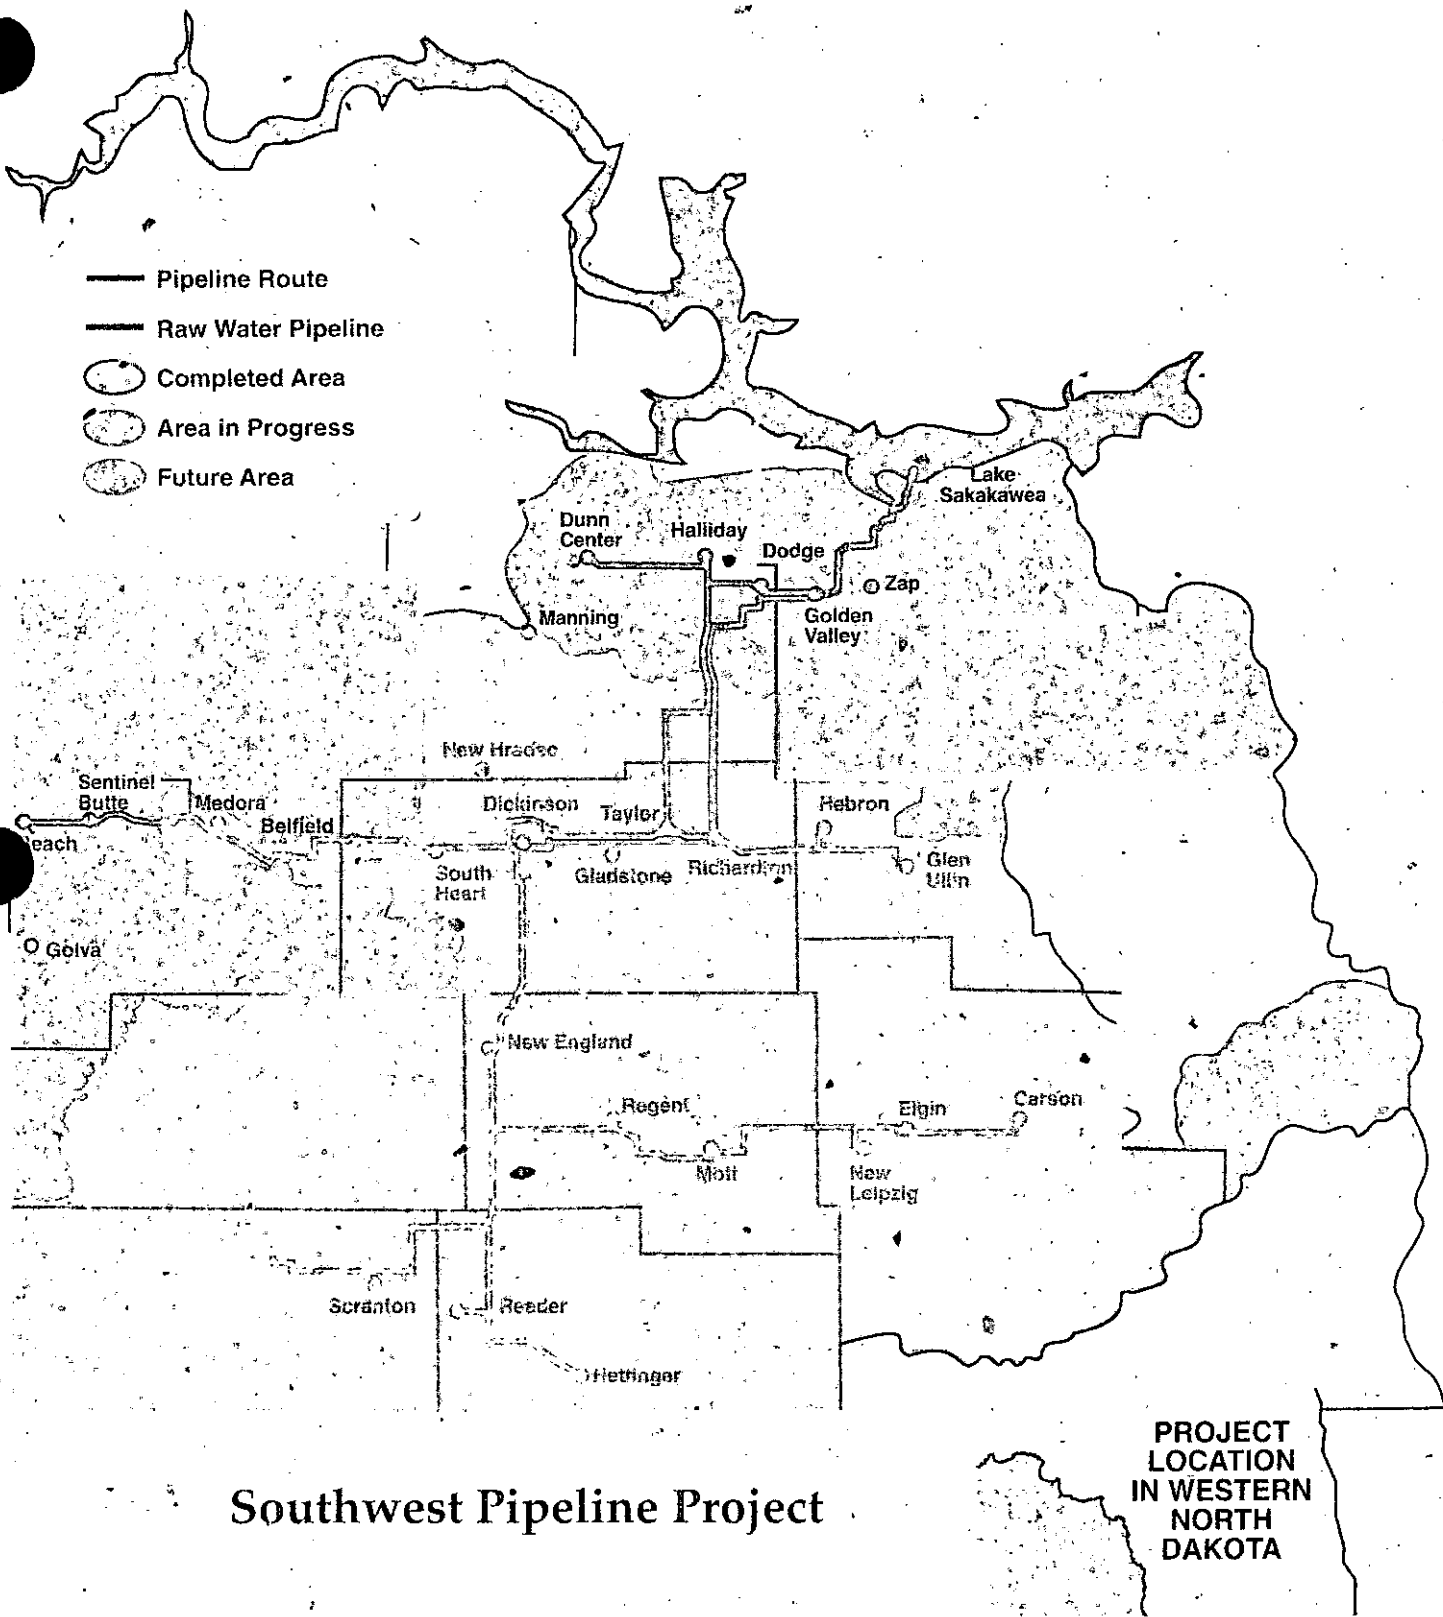 Pipeline Route
Raw Water Pipeline
Completed Area
Area in Progress
Future Area
Lake
Sakakawea
Dunn
Center
Halliday
Dodge
Zap
Manning
Golden
Valley
New Hradec
Sentinel
Butte
Medora
Dickinson
Taylor
Hebron
Belfield
Beach
South
Heart
Gladstone
Richardton
Glen
Ullin
Golva
New England
Regent
Elgin
Carson
Mott
New
Leipzig
Scranton
Reeder
Hettinger
PROJECT
LOCATION
IN WESTERN
NORTH
DAKOTA
Southwest Pipeline Project